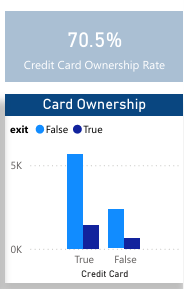 70.5%
Credit Card Ownership Rate
Card Ownership
exit False True
5K
0K
True False
Credit Card